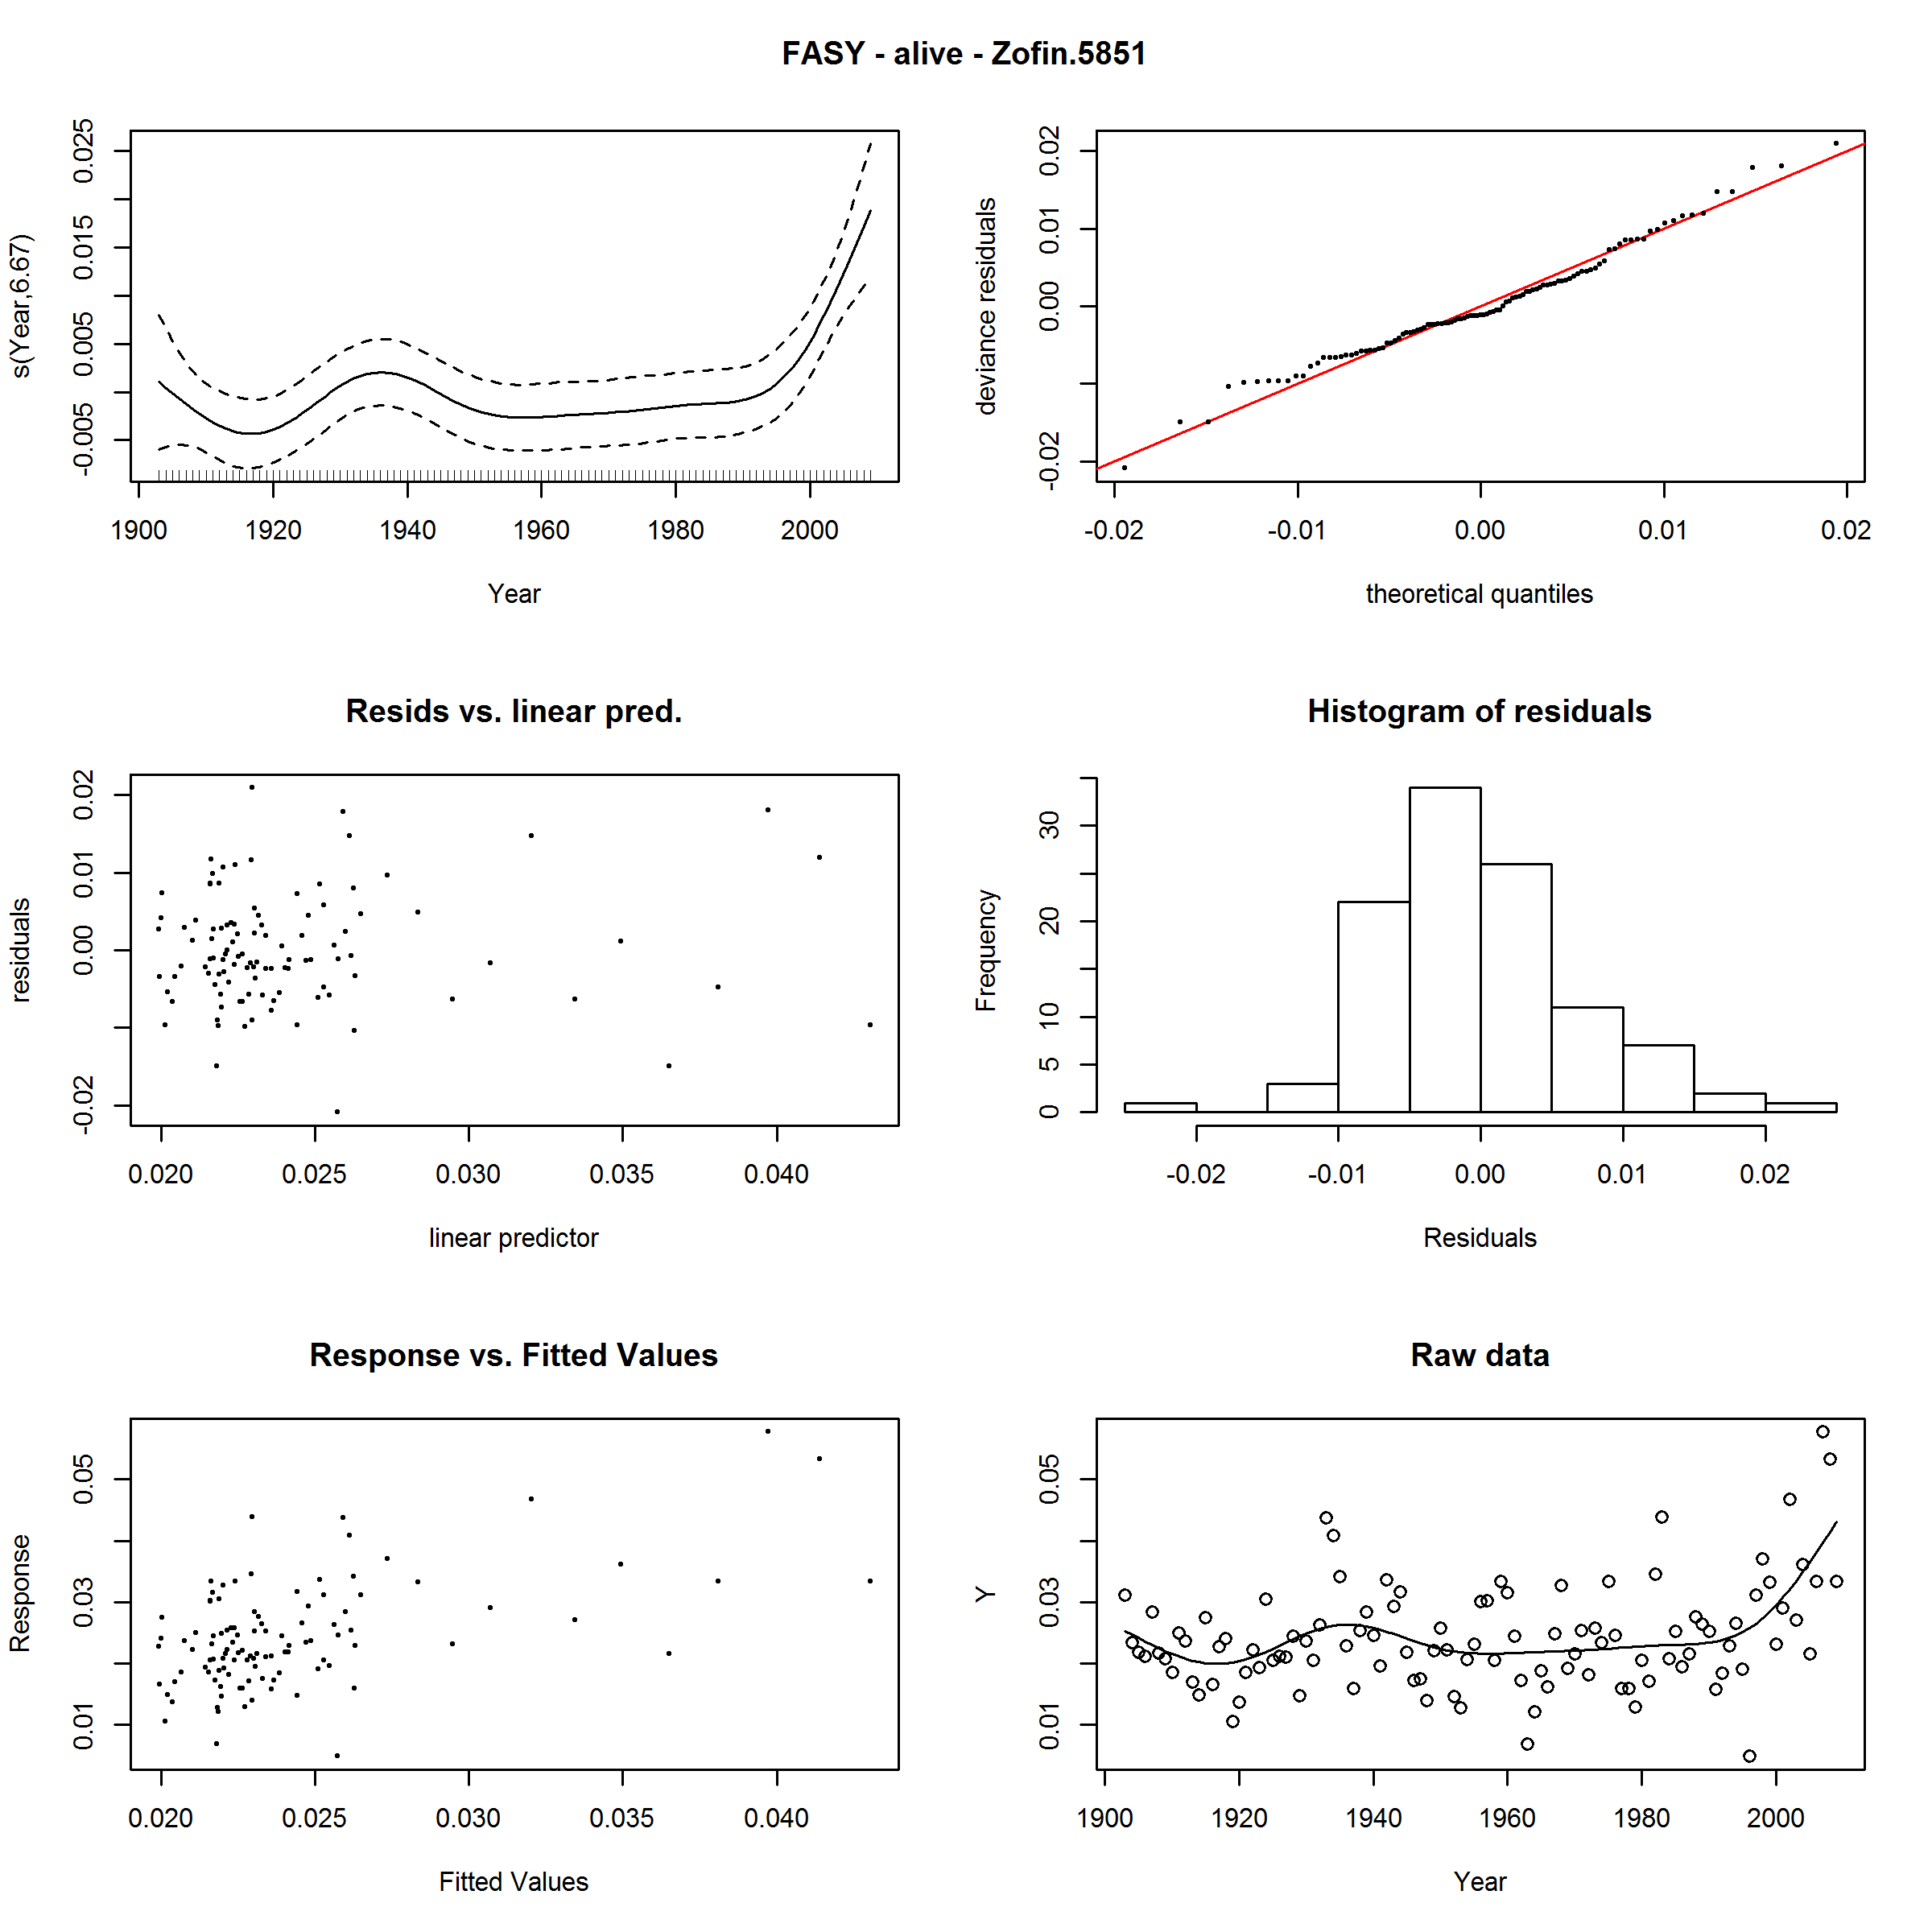 FASY - alive - Zofin.5851
s(Year,6.67)
-0.005 0.005 0.015 0.025
1900 1920 1940 1960 1980 2000
Year
deviance residuals
-0.02 0.00 0.01 0.02
-0.02 -0.01 0.00 0.01 0.02
theoretical quantiles
Resids vs. linear pred.
residuals
-0.02 0.00 0.01 0.02
0.020 0.025 0.030 0.035 0.040
linear predictor
Histogram of residuals
Frequency
0 5 10 20 30
-0.02 -0.01 0.00 0.01 0.02
Residuals
Response vs. Fitted Values
Response
0.01 0.03 0.05
0.020 0.025 0.030 0.035 0.040
Fitted Values
Raw data
Y
0.01 0.03 0.05
1900 1920 1940 1960 1980 2000
Year